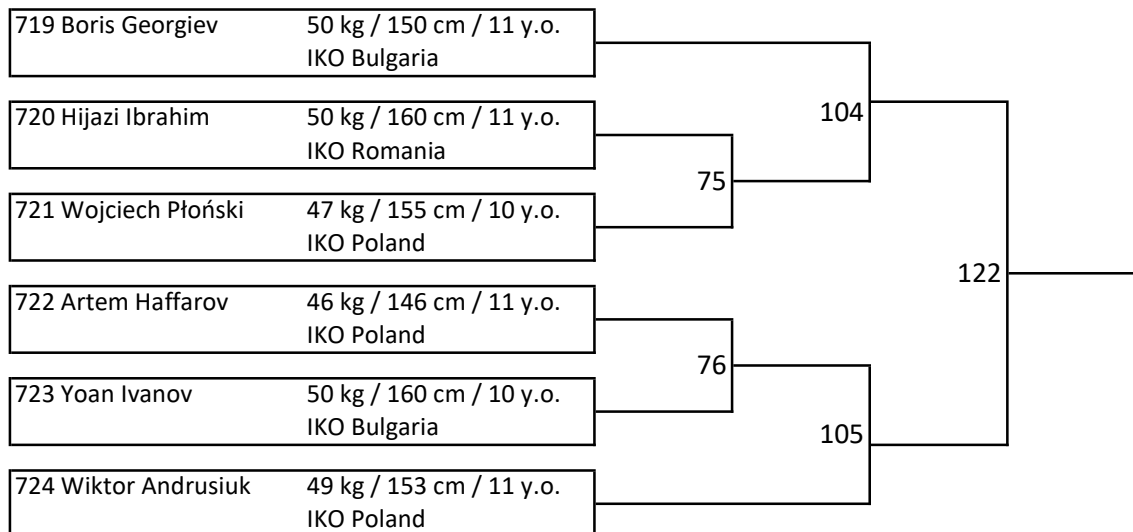 719 Boris Georgiev 50 kg / 150 cm / 11 y.o.
IKO Bulgaria
104
720 Hijazi Ibrahim 50 kg / 160 cm / 11 y.o.
IKO Romania
75
721 Wojciech Płoński 47 kg / 155 cm / 10 y.o.
IKO Poland
122
722 Artem Haffarov 46 kg / 146 cm / 11 y.o.
IKO Poland
76
723 Yoan Ivanov 50 kg / 160 cm / 10 y.o.
IKO Bulgaria
105
724 Wiktor Andrusiuk 49 kg / 153 cm / 11 y.o.
IKO Poland